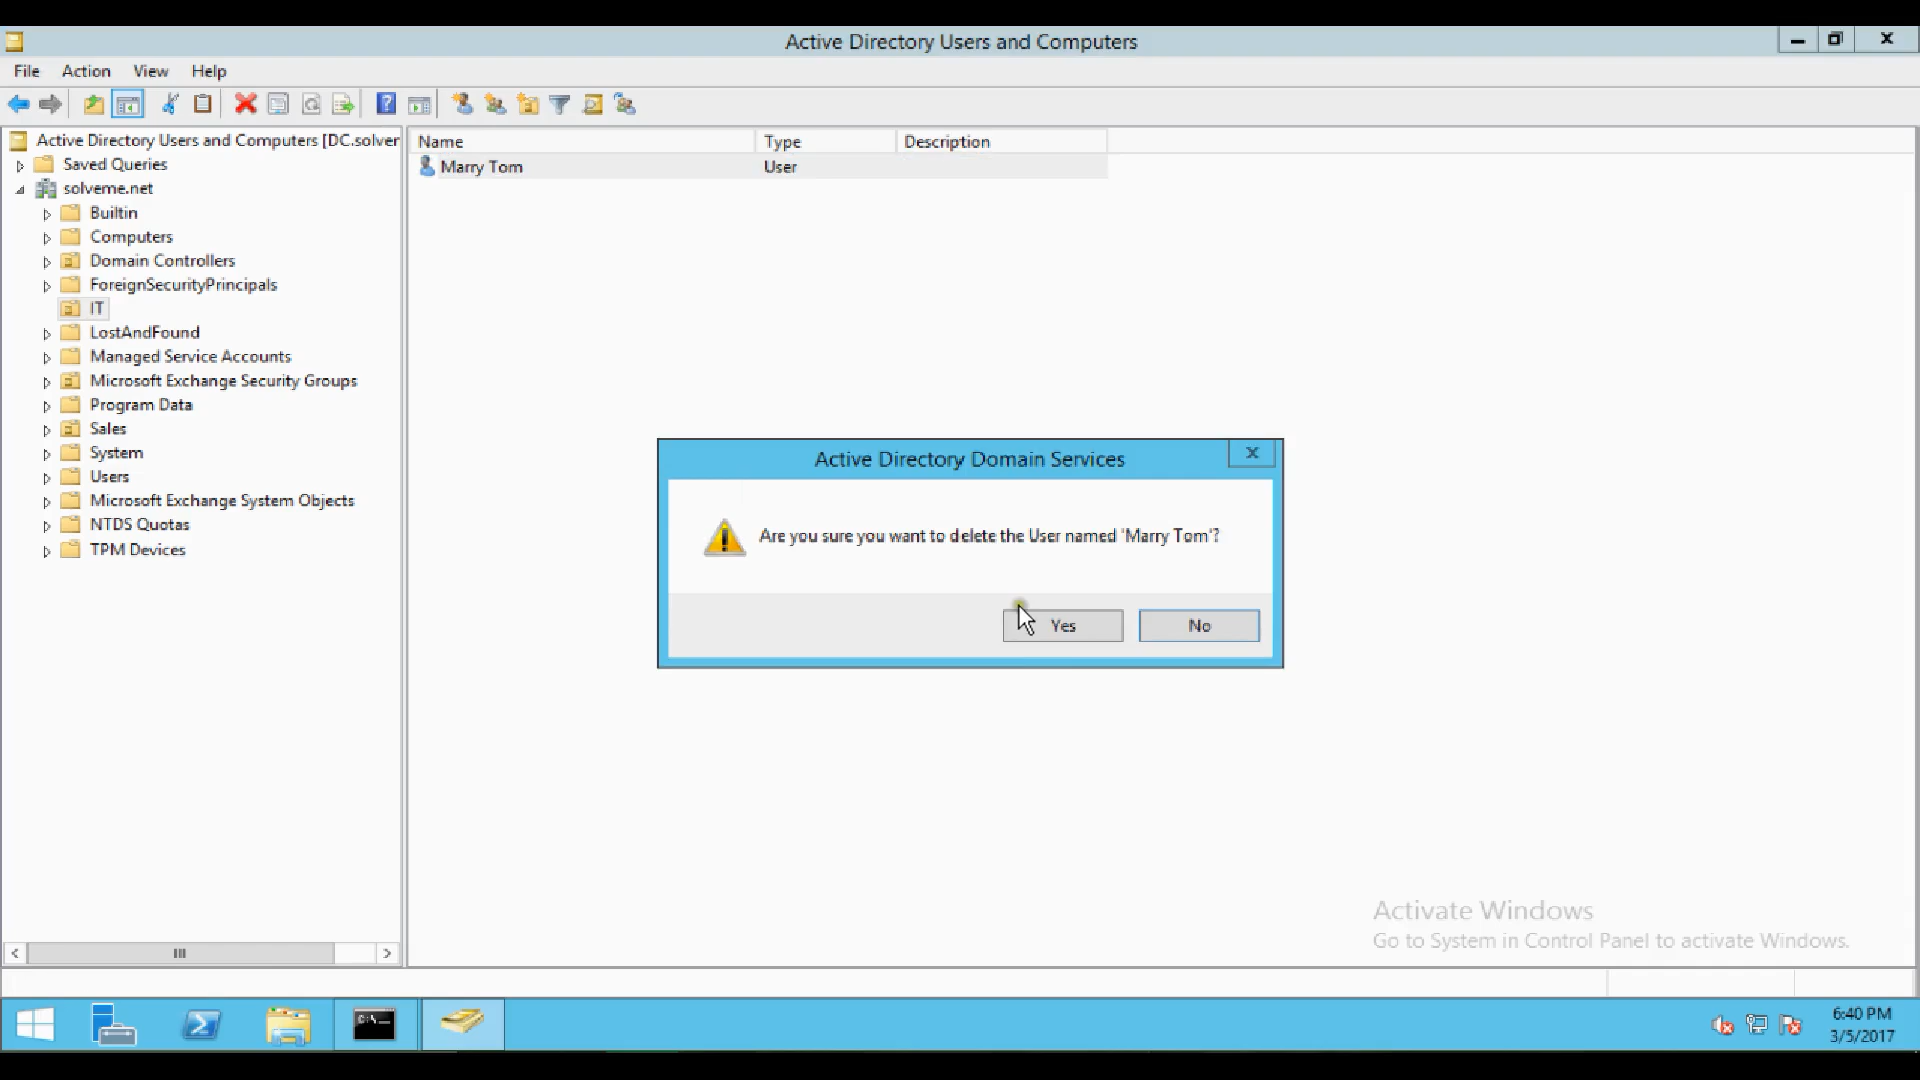 Active Directory Users and Computers
File Action View Help
Active Directory Users and Computers [DC.solver
Saved Queries
solveme.net
Builtin
Computers
Domain Controllers
ForeignSecurityPrincipals
IT
LostAndFound
Managed Service Accounts
Microsoft Exchange Security Groups
Program Data
Sales
System
Users
Microsoft Exchange System Objects
NTDS Quotas
TPM Devices
Name Type Description
Marry Tom User
Active Directory Domain Services
Are you sure you want to delete the User named 'Marry Tom'?
Yes No
Activate Windows
Go to System in Control Panel to activate Windows.
6:40 PM
3/5/2017